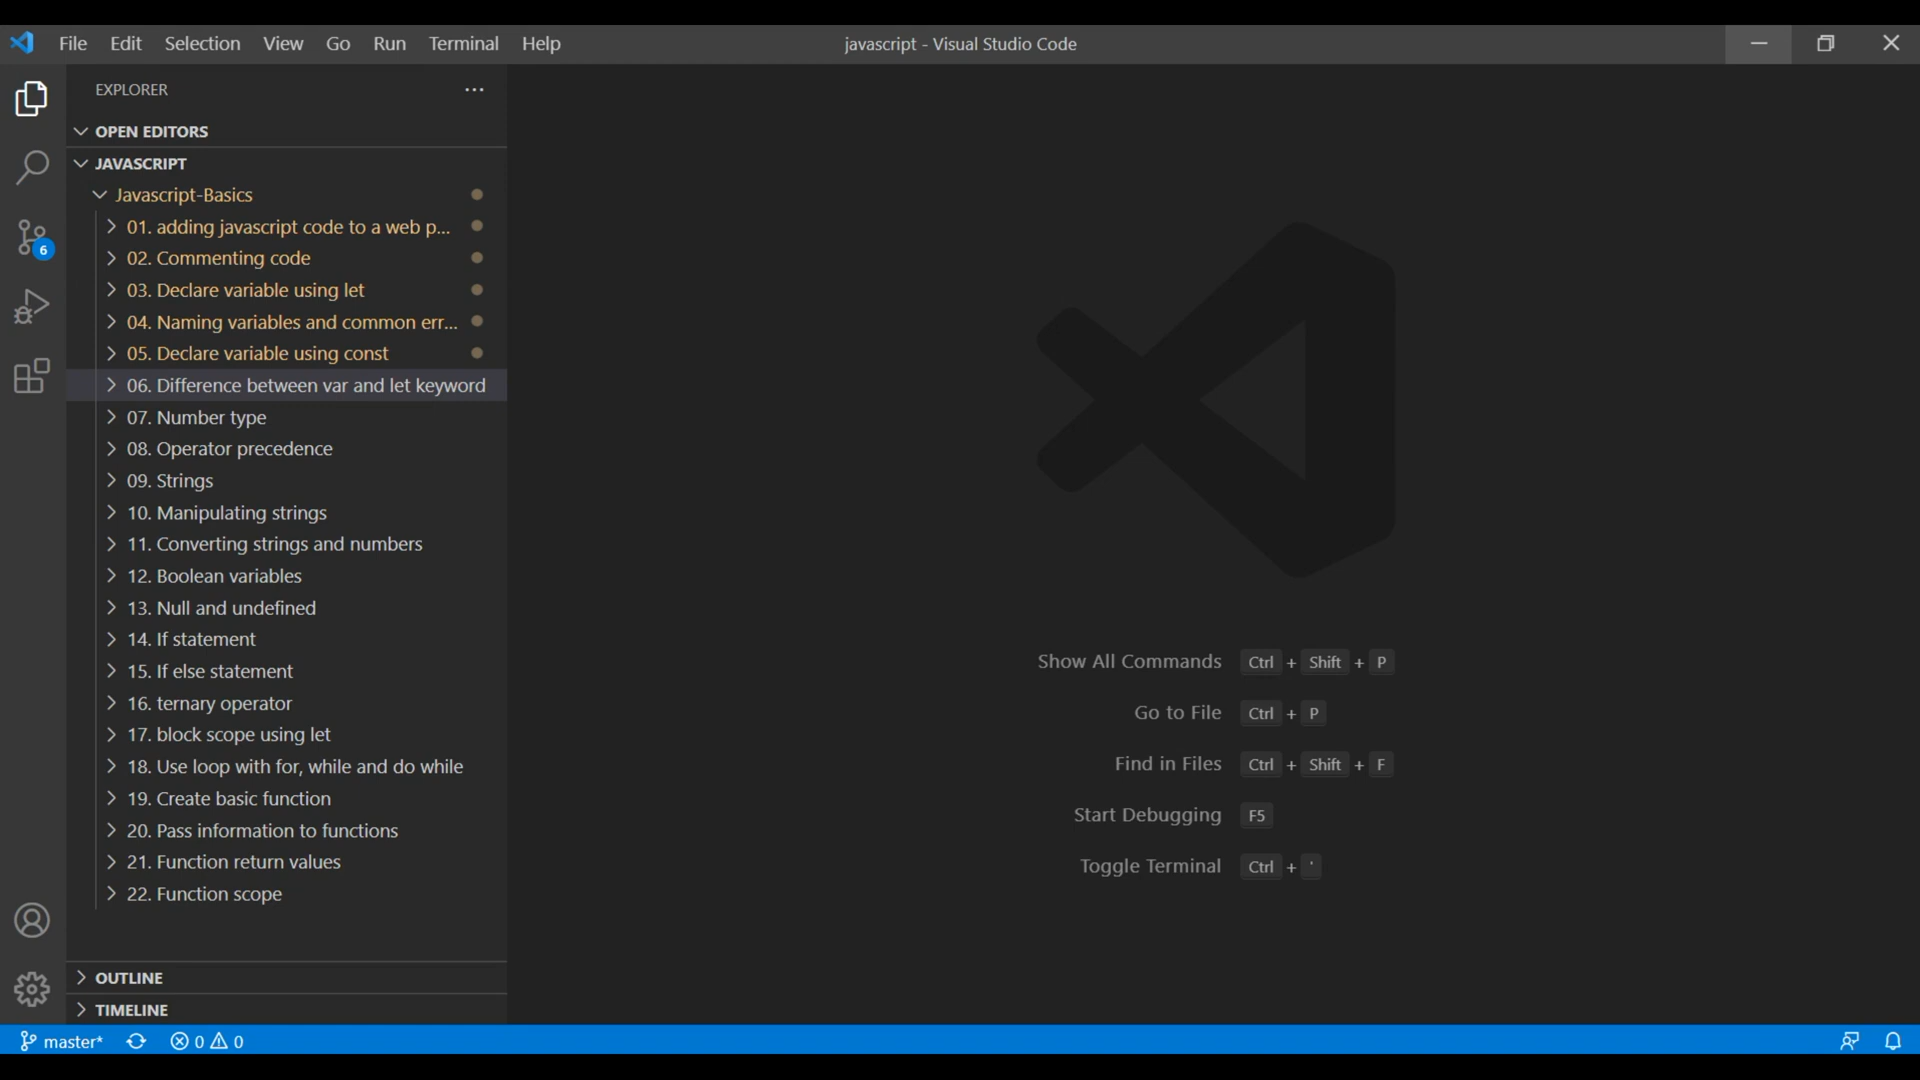 File Edit Selection View Go Run Terminal Help
javascript - Visual Studio Code
EXPLORER
OPEN EDITORS
JAVASCRIPT
Javascript-Basics
01. adding javascript code to a web p...
02. Commenting code
03. Declare variable using let
04. Naming variables and common err...
05. Declare variable using const
06. Difference between var and let keyword
07. Number type
08. Operator precedence
09. Strings
10. Manipulating strings
11. Converting strings and numbers
12. Boolean variables
13. Null and undefined
14. If statement
15. If else statement
16. ternary operator
17. block scope using let
18. Use loop with for, while and do while
19. Create basic function
20. Pass information to functions
21. Function return values
22. Function scope
OUTLINE
TIMELINE
6
Show All Commands Ctrl + Shift + P
Go to File Ctrl + P
Find in Files Ctrl + Shift + F
Start Debugging F5
Toggle Terminal Ctrl + '
master* 0 0